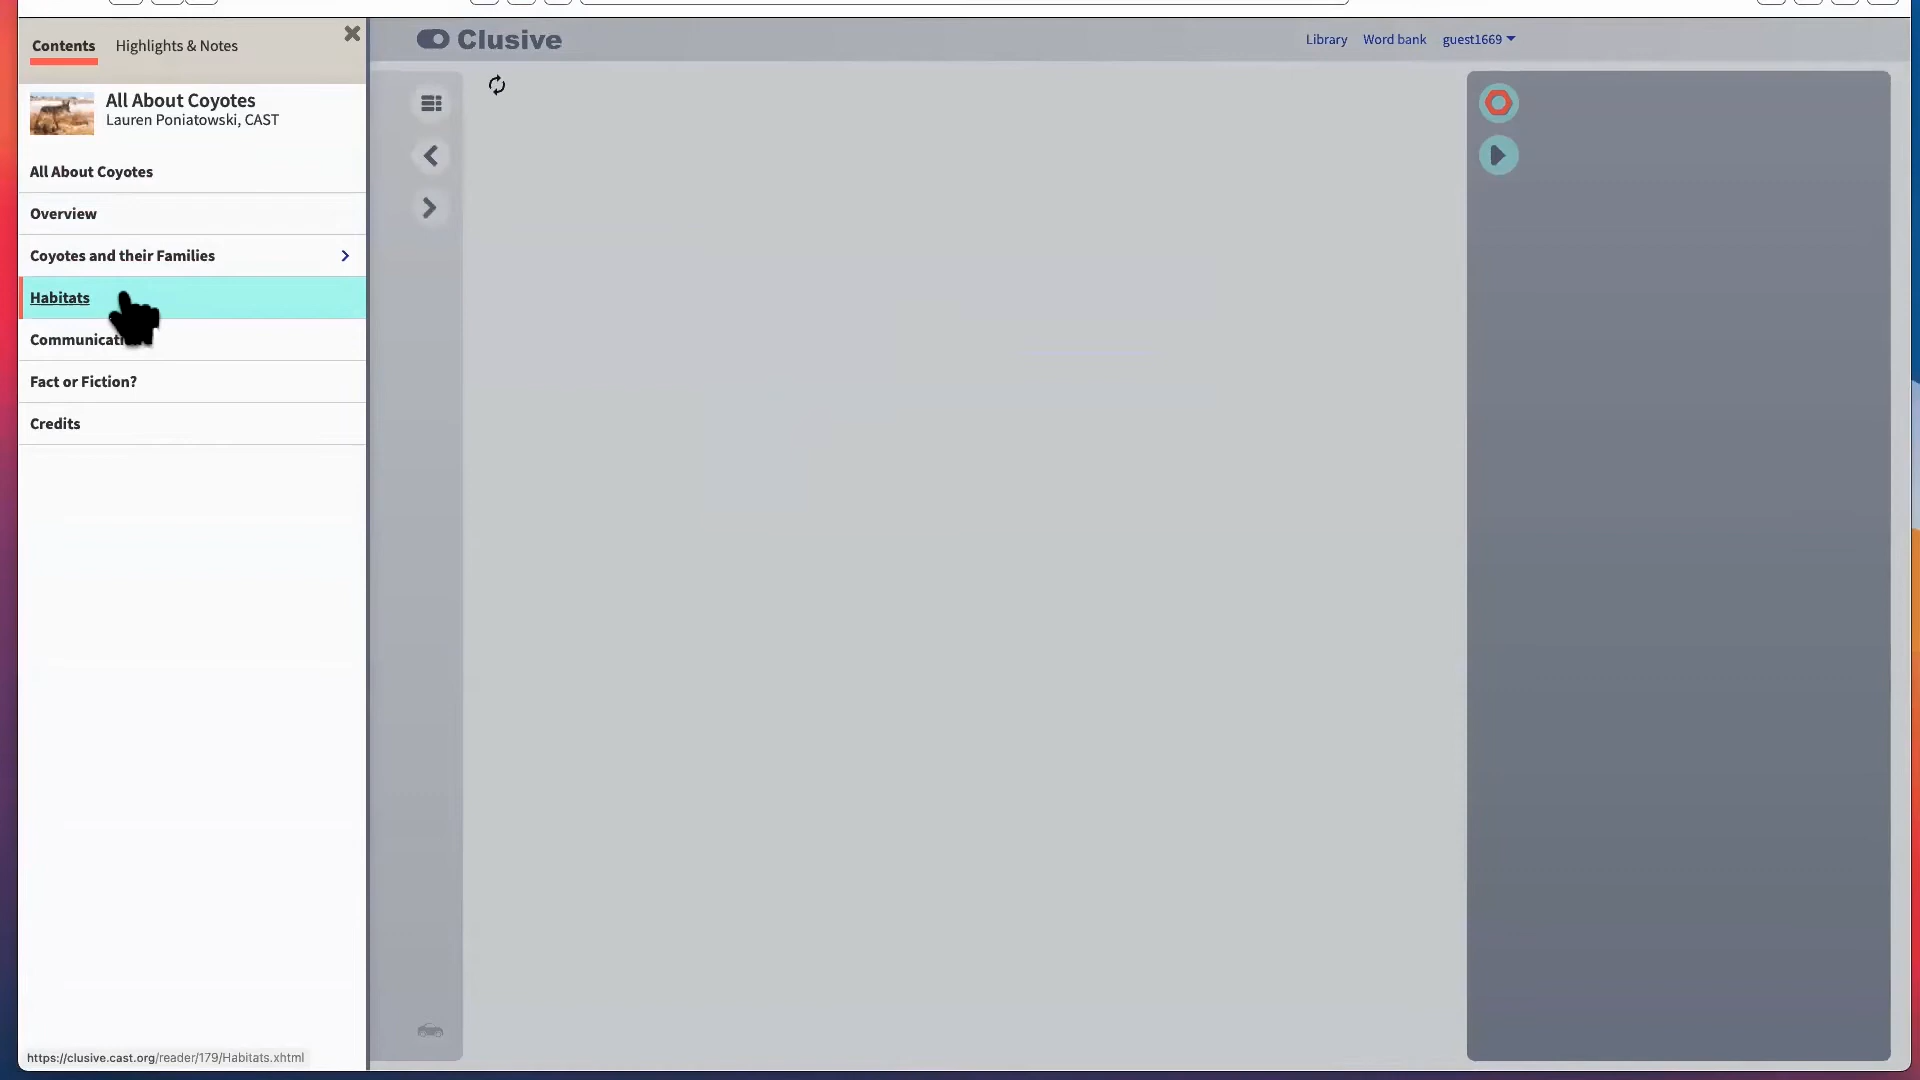 Contents Highlights & Notes
Clusive
Library Word bank guest1669
All About Coyotes
Lauren Poniatowski, CAST
All About Coyotes
Overview
Coyotes and their Families
Habitats
Fact or Fiction?
Credits
https://clusive.cast.org/reader/179/Habitats.xhtml